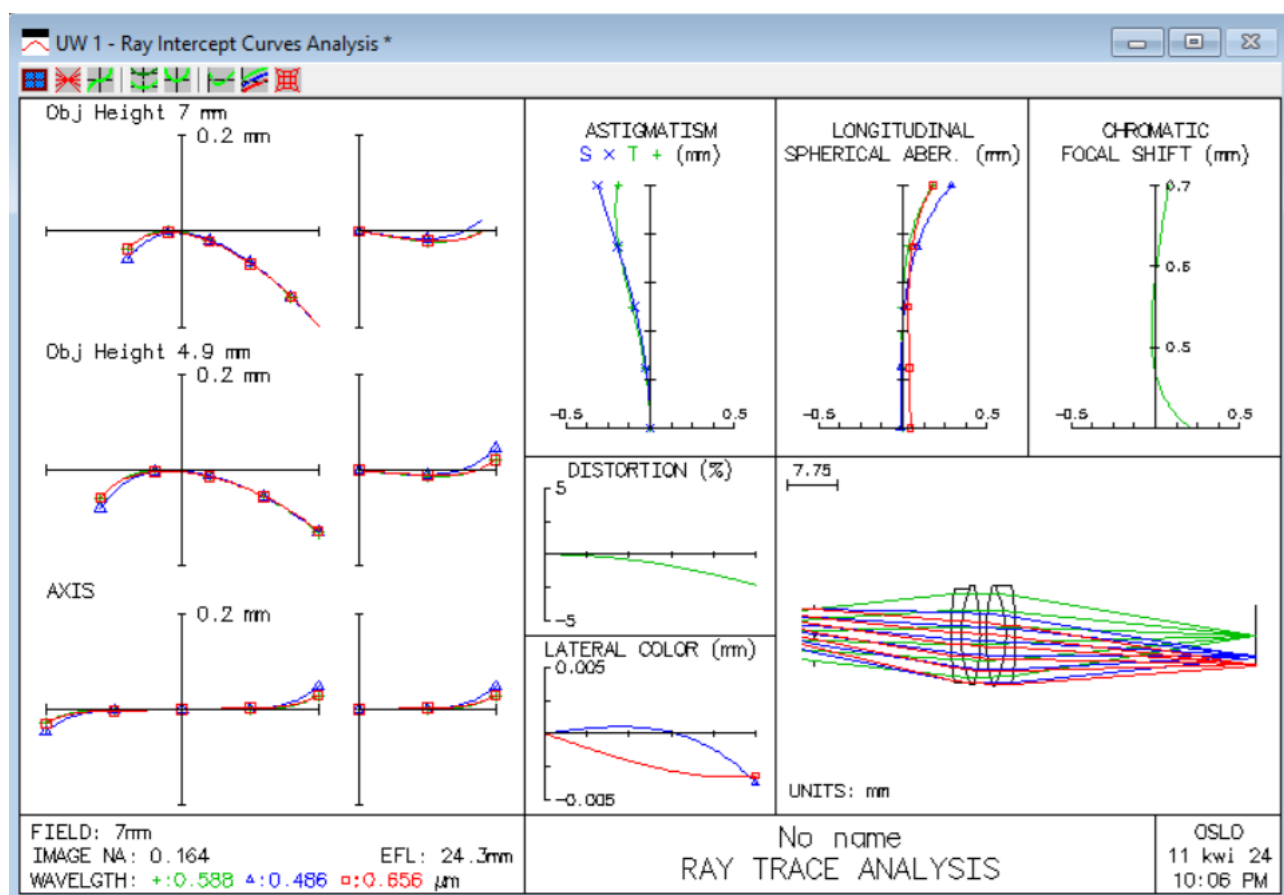 UW 1 - Ray Intercept Curves Analysis *
Obj Height 7 mm
0.2 mm
Obj Height 4.9 mm
0.2 mm
AXIS
0.2 mm
ASTIGMATISM
S × T + (mm)
-0.5 0.5
LONGITUDINAL
SPHERICAL ABER. (mm)
-0.5 0.5
CHROMATIC
FOCAL SHIFT (mm)
0.7
0.6
0.5
-0.5 0.5
DISTORTION (%)
5
-5
LATERAL COLOR (mm)
0.005
-0.005
7.75
UNITS: mm
FIELD: 7mm
IMAGE NA: 0.164 EFL: 24.3mm
WAVELGTH: +:0.588 ▵:0.486 ▫:0.656 µm
No name
RAY TRACE ANALYSIS
OSLO
11 kwi 24
10:06 PM